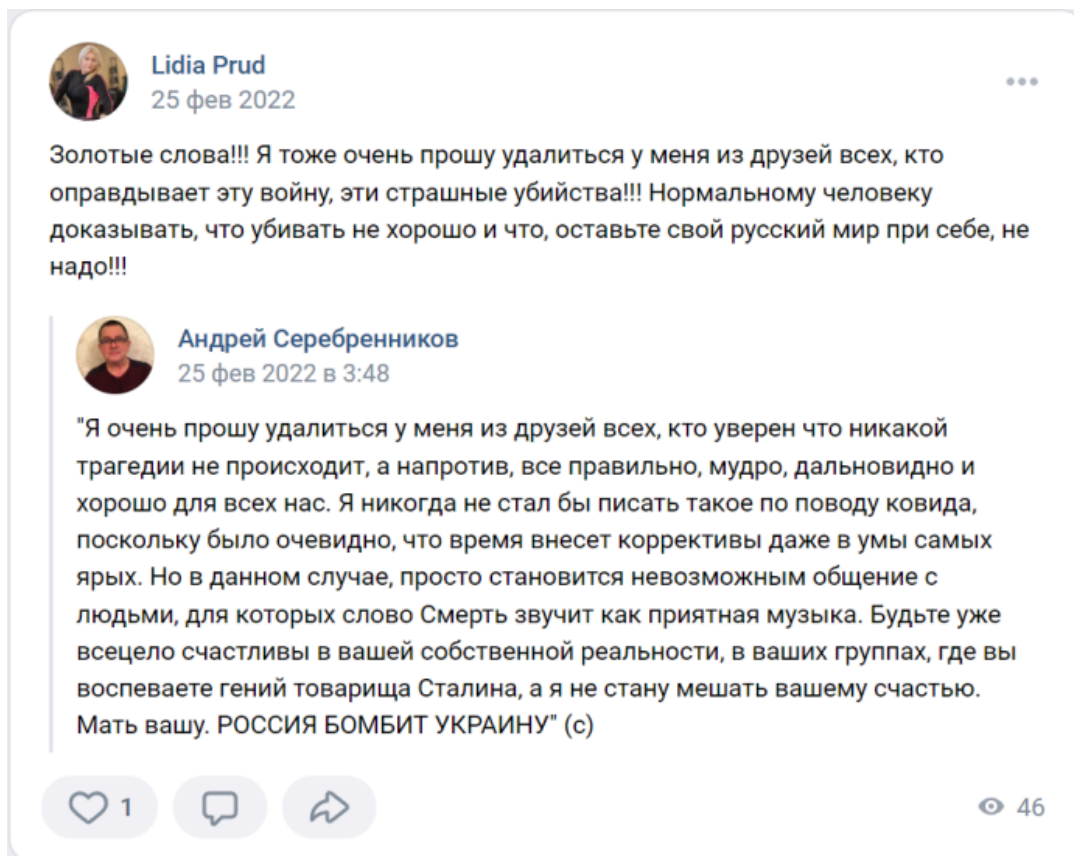 Lidia Prud
25 фев 2022
Золотые слова!!! Я тоже очень прошу удалиться у меня из друзей всех, кто
оправдывает эту войну, эти страшные убийства!!! Нормальному человеку
доказывать, что убивать не хорошо и что, оставьте свой русский мир при себе, не
надо!!!
Андрей Серебренников
25 фев 2022 в 3:48
"Я очень прошу удалиться у меня из друзей всех, кто уверен что никакой
трагедии не происходит, а напротив, все правильно, мудро, дальновидно и
хорошо для всех нас. Я никогда не стал бы писать такое по поводу ковида,
поскольку было очевидно, что время внесет коррективы даже в умы самых
ярых. Но в данном случае, просто становится невозможным общение с
людьми, для которых слово Смерть звучит как приятная музыка. Будьте уже
всецело счастливы в вашей собственной реальности, в ваших группах, где вы
воспеваете гений товарища Сталина, а я не стану мешать вашему счастью.
Мать вашу. РОССИЯ БОМБИТ УКРАИНУ" (с)
1
46